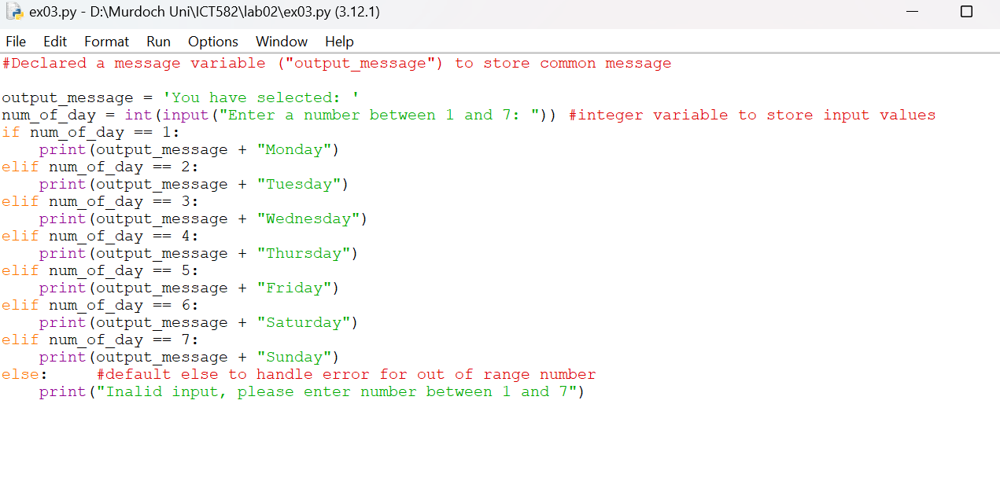 ex03.py - D:\Murdoch Uni\ICT582\lab02\ex03.py (3.12.1)
File Edit Format Run Options Window Help
#Declared a message variable ("output_message") to store common message
output_message = 'You have selected: '
num_of_day = int(input("Enter a number between 1 and 7: ")) #integer variable to store input values
if num_of_day == 1:
    print(output_message + "Monday")
elif num_of_day == 2:
    print(output_message + "Tuesday")
elif num_of_day == 3:
    print(output_message + "Wednesday")
elif num_of_day == 4:
    print(output_message + "Thursday")
elif num_of_day == 5:
    print(output_message + "Friday")
elif num_of_day == 6:
    print(output_message + "Saturday")
elif num_of_day == 7:
    print(output_message + "Sunday")
else:     #default else to handle error for out of range number
    print("Inalid input, please enter number between 1 and 7")